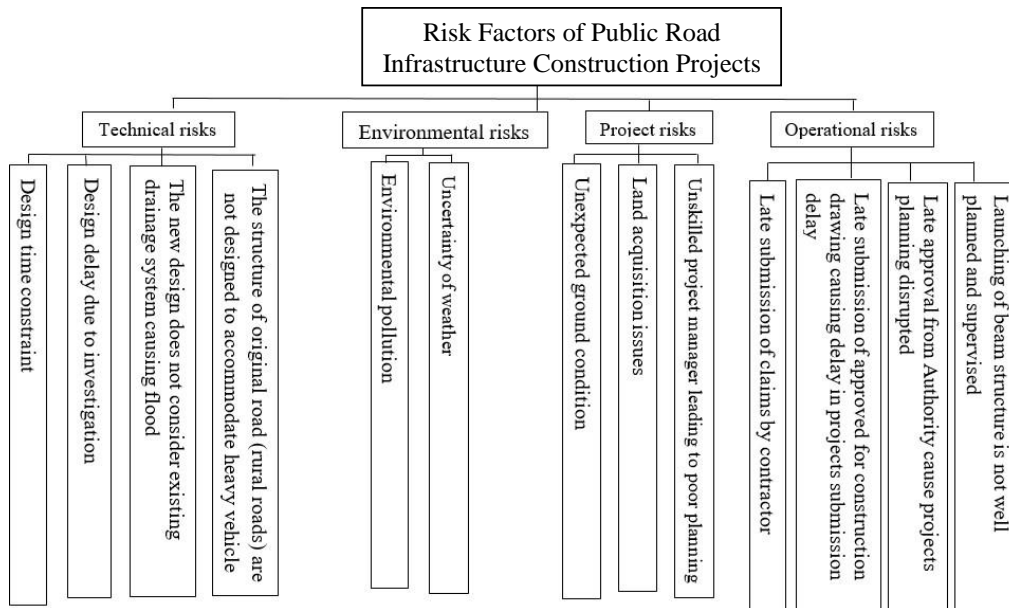 Risk Factors of Public Road
Infrastructure Construction Projects
Technical risks
Environmental risks
Project risks
Operational risks
Design time constraint
Design delay due to investigation
The new design does not consider existing
drainage system causing flood
The structure of original road (rural roads) are
not designed to accommodate heavy vehicle
Environmental pollution
Uncertainty of weather
Unexpected ground condition
Land acquisition issues
Unskilled project manager leading to poor planning
Late submission of claims by contractor
Late submission of approved for construction
drawing causing delay in projects submission
delay
Late approval from Authority cause projects
planning disrupted
Launching of beam structure is not well
planned and supervised